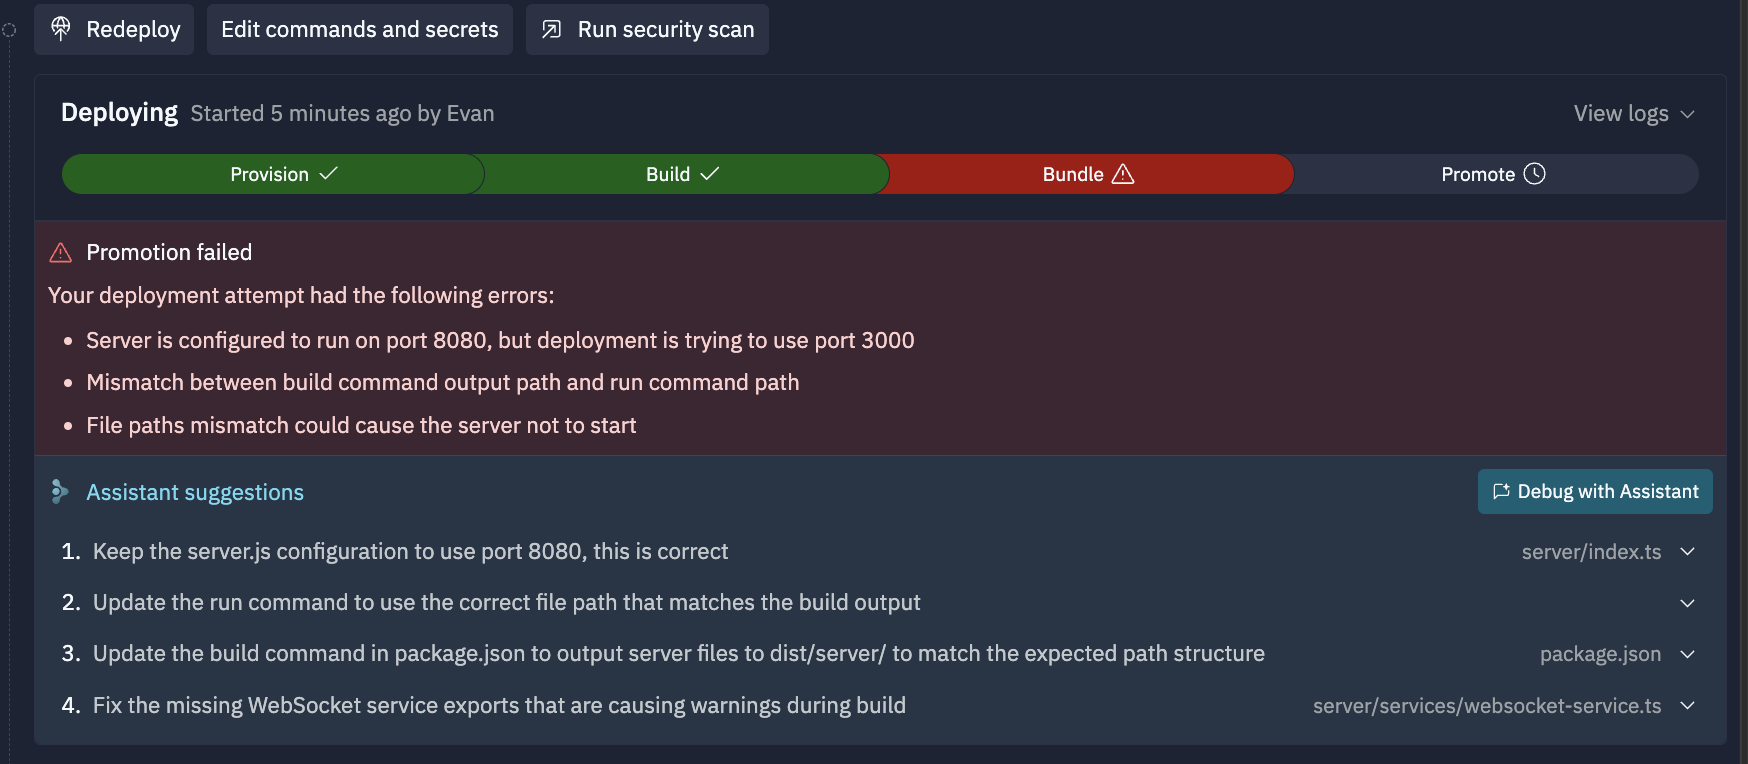 Redeploy Edit commands and secrets Run security scan
Deploying Started 5 minutes ago by Evan View logs
Provision Build Bundle Promote
Promotion failed
Your deployment attempt had the following errors:
• Server is configured to run on port 8080, but deployment is trying to use port 3000
• Mismatch between build command output path and run command path
• File paths mismatch could cause the server not to start
Assistant suggestions Debug with Assistant
1. Keep the server.js configuration to use port 8080, this is correct server/index.ts
2. Update the run command to use the correct file path that matches the build output
3. Update the build command in package.json to output server files to dist/server/ to match the expected path structure package.json
4. Fix the missing WebSocket service exports that are causing warnings during build server/services/websocket-service.ts